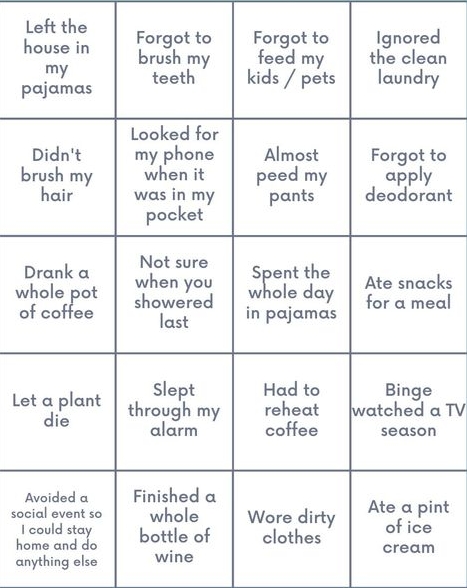 Left the
house in
my
pajamas
Forgot to
brush my
teeth
Forgot to
feed my
kids / pets
Ignored
the clean
laundry
Didn't
brush my
hair
Looked for
my phone
when it
was in my
pocket
Almost
peed my
pants
Forgot to
apply
deodorant
Drank a
whole pot
of coffee
Not sure
when you
showered
last
Spent the
whole day
in pajamas
Ate snacks
for a meal
Let a plant
die
Slept
through my
alarm
Had to
reheat
coffee
Binge
watched a TV
season
Avoided a
social event so
I could stay
home and do
anything else
Finished a
whole
bottle of
wine
Wore dirty
clothes
Ate a pint
of ice
cream